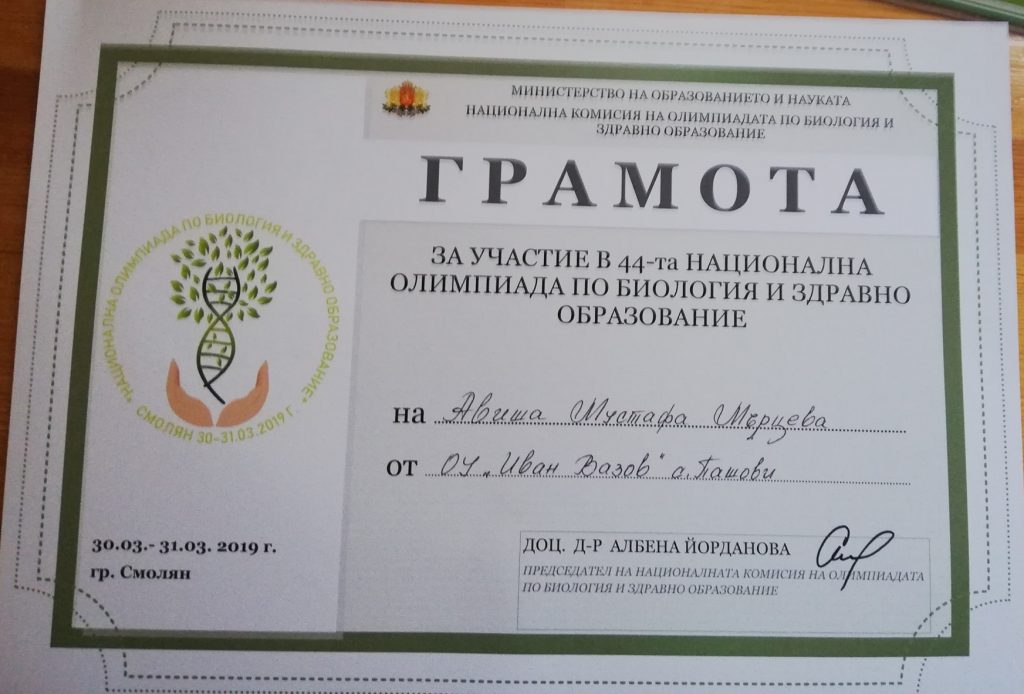 МИНИСТЕРСТВО НА ОБРАЗОВАНИЕТО И НАУКАТА
НАЦИОНАЛНА КОМИСИЯ НА ОЛИМПИАДАТА ПО БИОЛОГИЯ И
ЗДРАВНО ОБРАЗОВАНИЕ
ГРАМОТА
ЗА УЧАСТИЕ В 44-та НАЦИОНАЛНА
ОЛИМПИАДА ПО БИОЛОГИЯ И ЗДРАВНО
ОБРАЗОВАНИЕ
"НАЦИОНАЛНА ОЛИМПИАДА ПО БИОЛОГИЯ И ЗДРАВНО ОБРАЗОВАНИЕ"
СМОЛЯН 30-31.03.2019 Г.
на Авиша Мустафа Мърцева
от ОУ „Иван Вазов" с. Пашови
30.03.- 31.03. 2019 г.
гр. Смолян
ДОЦ. Д-Р АЛБЕНА ЙОРДАНОВА
ПРЕДСЕДАТЕЛ НА НАЦИОНАЛНАТА КОМИСИЯ НА ОЛИМПИАДАТА
ПО БИОЛОГИЯ И ЗДРАВНО ОБРАЗОВАНИЕ